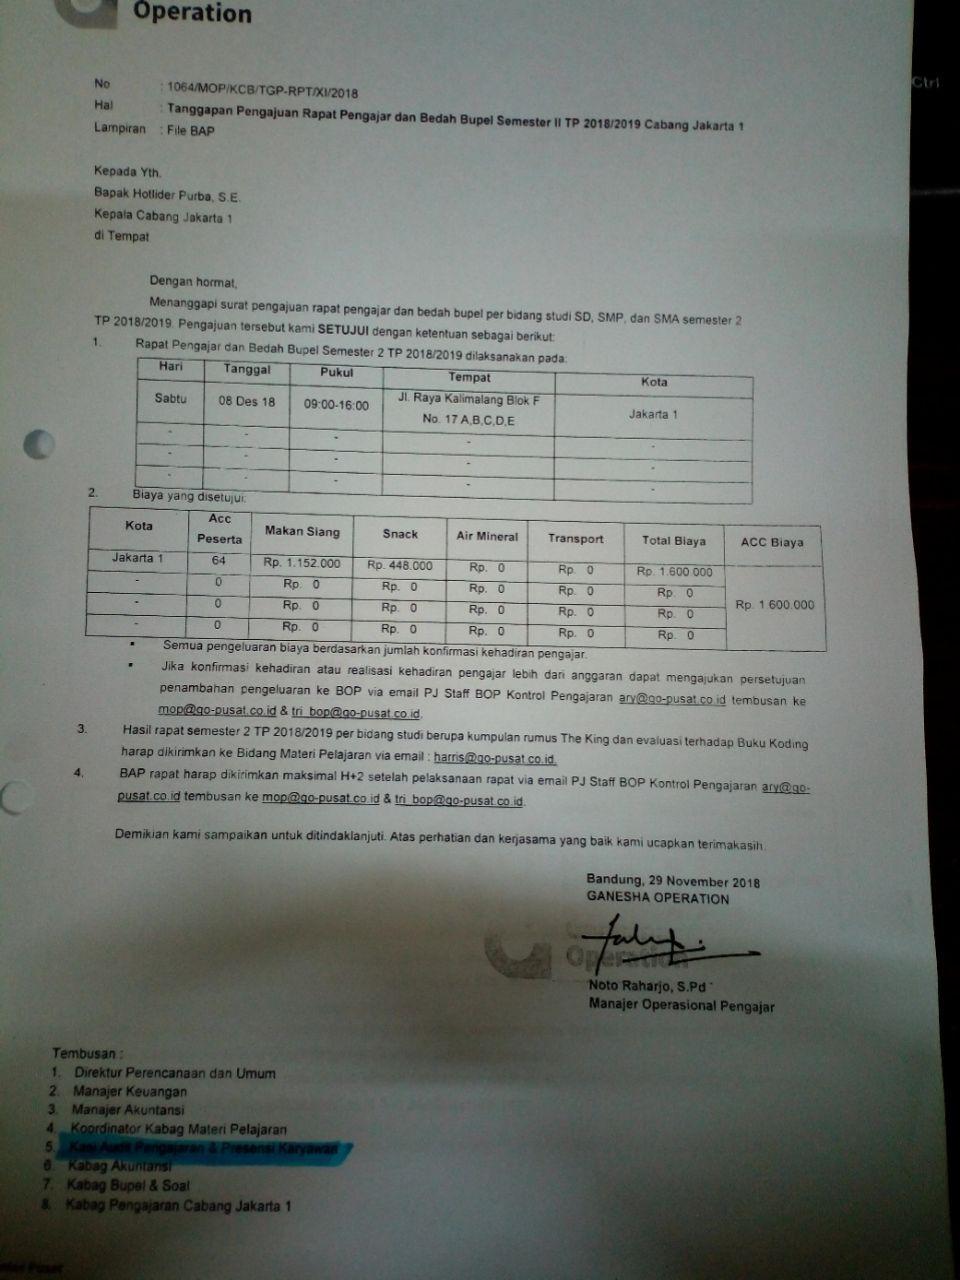 Operation
No : 1064/MOP/KCB/TGP-RPT/XI/2018
Hal : Tanggapan Pengajuan Rapat Pengajar dan Bedah Bupel Semester II TP 2018/2019 Cabang Jakarta 1
Lampiran : File BAP
Kepada Yth.
Bapak Hotlider Purba, S.E.
Kepala Cabang Jakarta 1
di Tempat
Dengan hormat,
Menanggapi surat pengajuan rapat pengajar dan bedah bupel per bidang studi SD, SMP, dan SMA semester 2
TP 2018/2019. Pengajuan tersebut kami SETUJUI dengan ketentuan sebagai berikut:
1. Rapat Pengajar dan Bedah Bupel Semester 2 TP 2018/2019 dilaksanakan pada:
Hari Tanggal Pukul Tempat Kota
Sabtu 08 Des 18 09:00-16:00 Jl. Raya Kalimalang Blok F No. 17 A,B,C,D,E Jakarta 1
- - - - -
- - - - -
- - - - -
2. Biaya yang disetujui:
Kota Acc Peserta Makan Siang Snack Air Mineral Transport Total Biaya ACC Biaya
Jakarta 1 64 Rp. 1.152.000 Rp. 448.000 Rp. 0 Rp. 0 Rp. 1.600.000 Rp. 1.600.000
- 0 Rp. 0 Rp. 0 Rp. 0 Rp. 0 Rp. 0
- 0 Rp. 0 Rp. 0 Rp. 0 Rp. 0 Rp. 0
- 0 Rp. 0 Rp. 0 Rp. 0 Rp. 0 Rp. 0
▪ Semua pengeluaran biaya berdasarkan jumlah konfirmasi kehadiran pengajar.
▪ Jika konfirmasi kehadiran atau realisasi kehadiran pengajar lebih dari anggaran dapat mengajukan persetujuan
penambahan pengeluaran ke BOP via email PJ Staff BOP Kontrol Pengajaran ary@go-pusat.co.id tembusan ke
mop@go-pusat.co.id & tri_bop@go-pusat.co.id.
3. Hasil rapat semester 2 TP 2018/2019 per bidang studi berupa kumpulan rumus The King dan evaluasi terhadap Buku Koding
harap dikirimkan ke Bidang Materi Pelajaran via email : harris@go-pusat.co.id.
4. BAP rapat harap dikirimkan maksimal H+2 setelah pelaksanaan rapat via email PJ Staff BOP Kontrol Pengajaran ary@go-
pusat.co.id tembusan ke mop@go-pusat.co.id & tri_bop@go-pusat.co.id.
Demikian kami sampaikan untuk ditindaklanjuti. Atas perhatian dan kerjasama yang baik kami ucapkan terimakasih.
Bandung, 29 November 2018
GANESHA OPERATION
Operation
Noto Raharjo, S.Pd
Manajer Operasional Pengajar
Tembusan :
1. Direktur Perencanaan dan Umum
2. Manajer Keuangan
3. Manajer Akuntansi
4. Koordinator Kabag Materi Pelajaran
5. Kasi Audit Pengajaran & Presensi Karyawan
6. Kabag Akuntansi
7. Kabag Bupel & Soal
8. Kabag Pengajaran Cabang Jakarta 1
Pusat
Ctrl